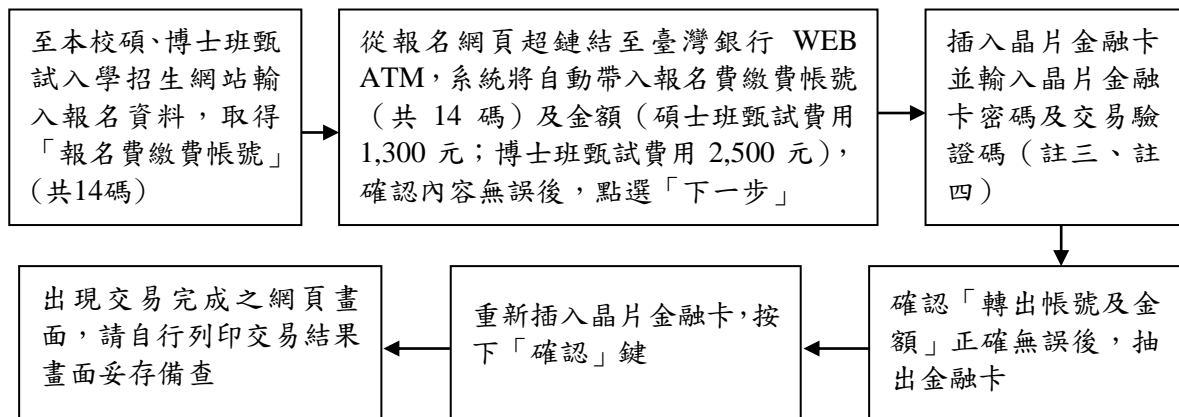 至本校碩、博士班甄
試入學招生網站輸
入報名資料，取得
「報名費繳費帳號」
(共14碼)
從報名網頁超鏈結至臺灣銀行 WEB
ATM，系統將自動帶入報名費繳費帳號
（共 14 碼）及金額（碩士班甄試費用
1,300 元；博士班甄試費用 2,500 元），
確認內容無誤後，點選「下一步」
插入晶片金融卡
並輸入晶片金融
卡密碼及交易驗
證碼（註三、註
四）
確認「轉出帳號及金
額」正確無誤後，抽
出金融卡
重新插入晶片金融卡，按
下「確認」鍵
出現交易完成之網頁畫
面，請自行列印交易結果
畫面妥存備查